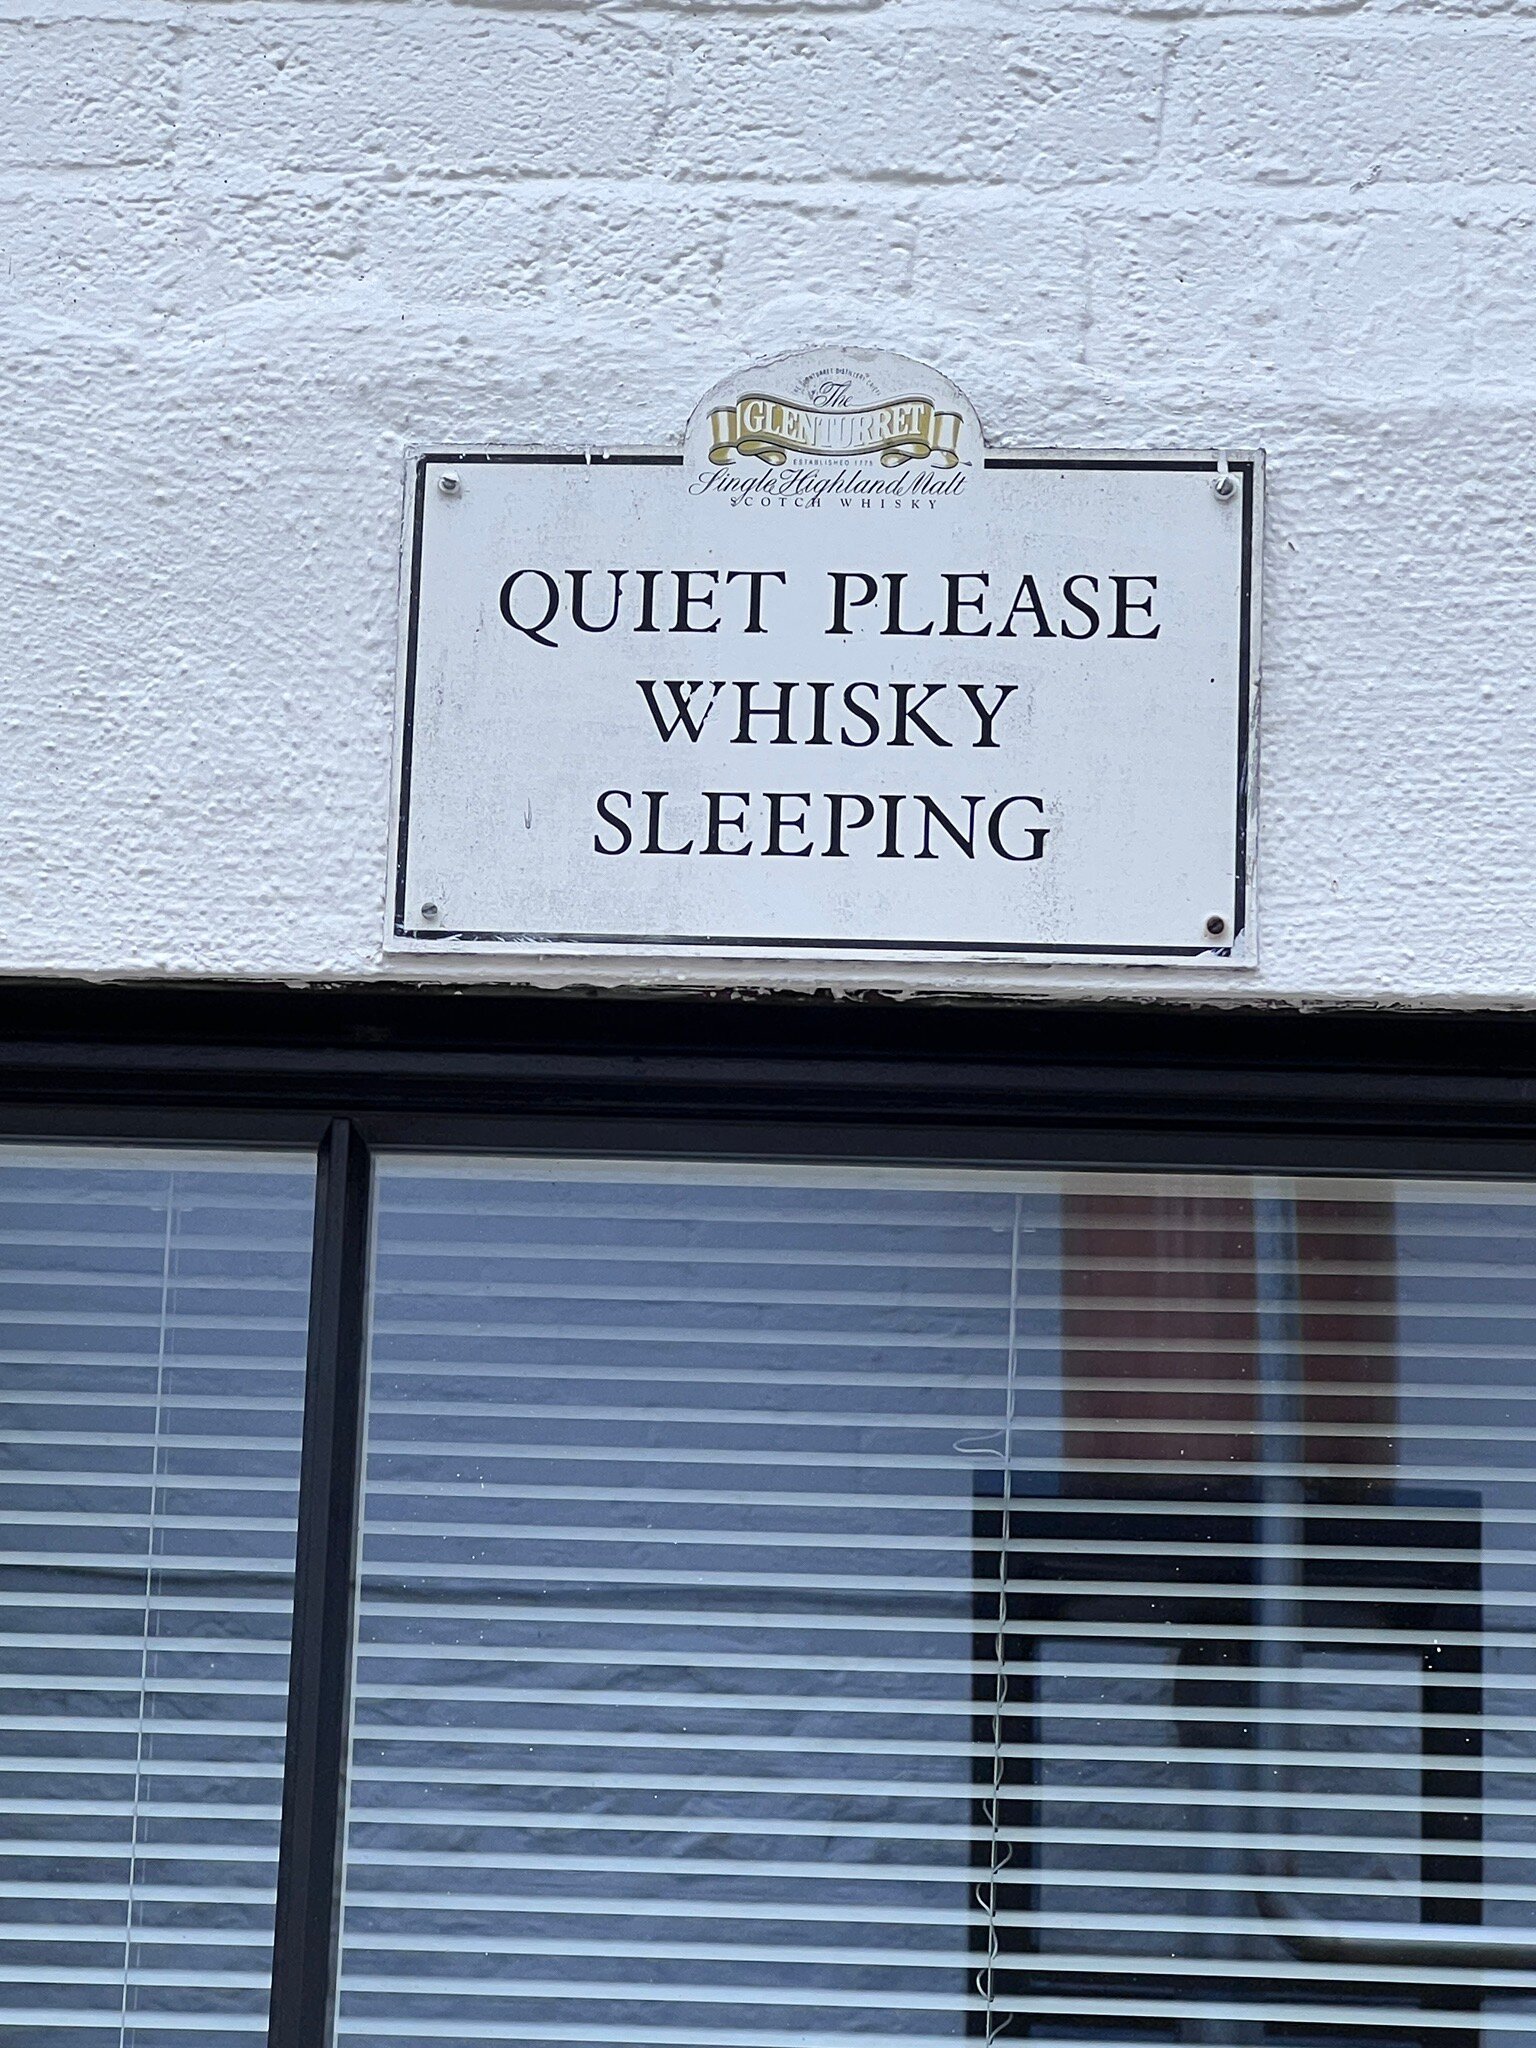 The
GLENTURRET
ESTABLISHED 1775
Single Highland Malt
SCOTCH WHISKY
QUIET PLEASE
WHISKY
SLEEPING